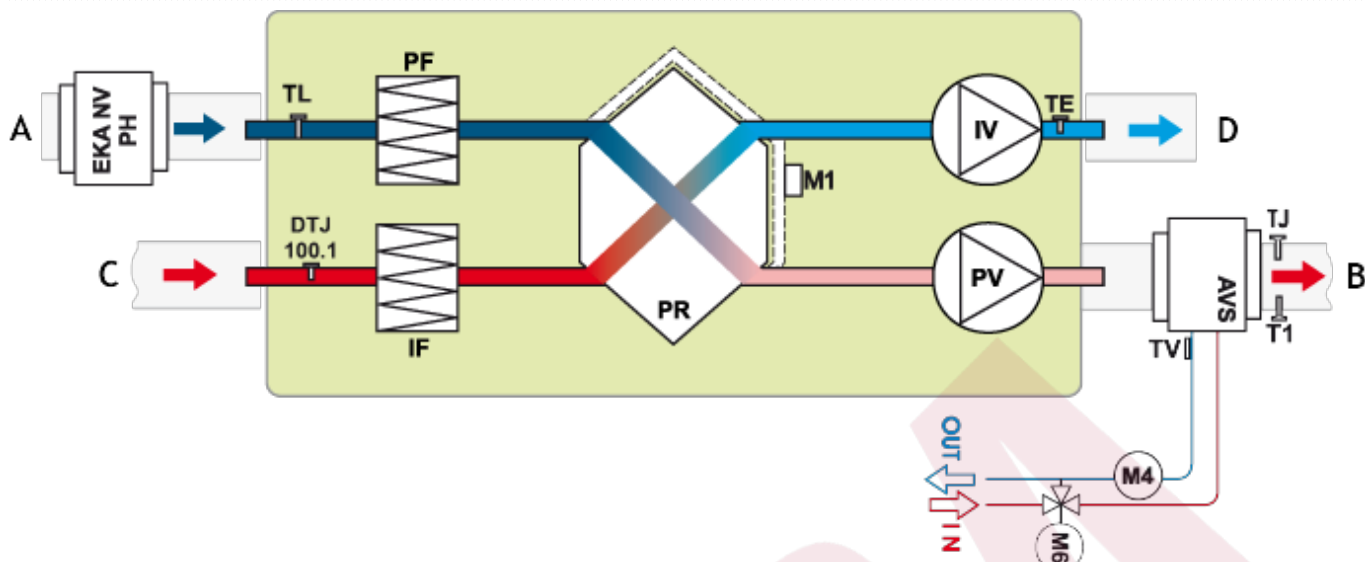 PF
TL
A
EKA NV
PH
IV
TE
D
M1
DTJ
100.1
C
PR
PV
TJ
AVS
B
T1
IF
TV
OUT
M4
IN
M6